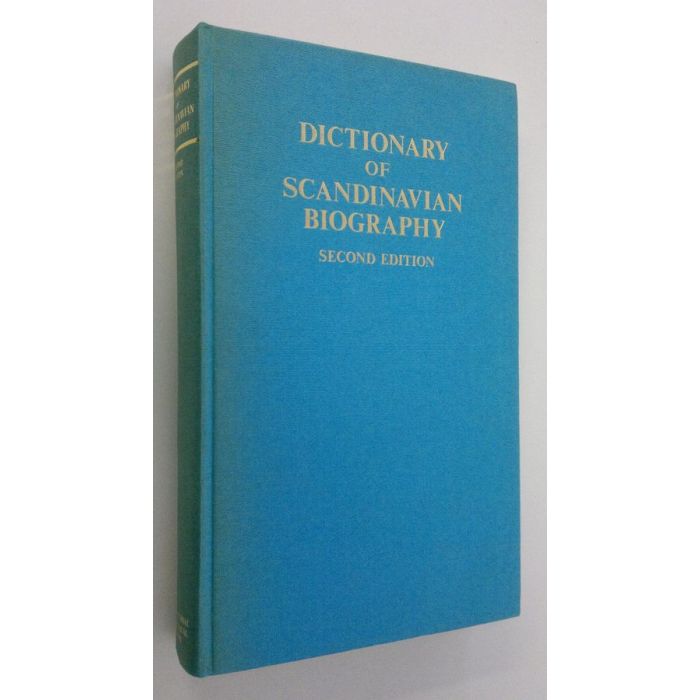 DICTIONARY
OF
SCANDINAVIAN
BIOGRAPHY
SECOND EDITION